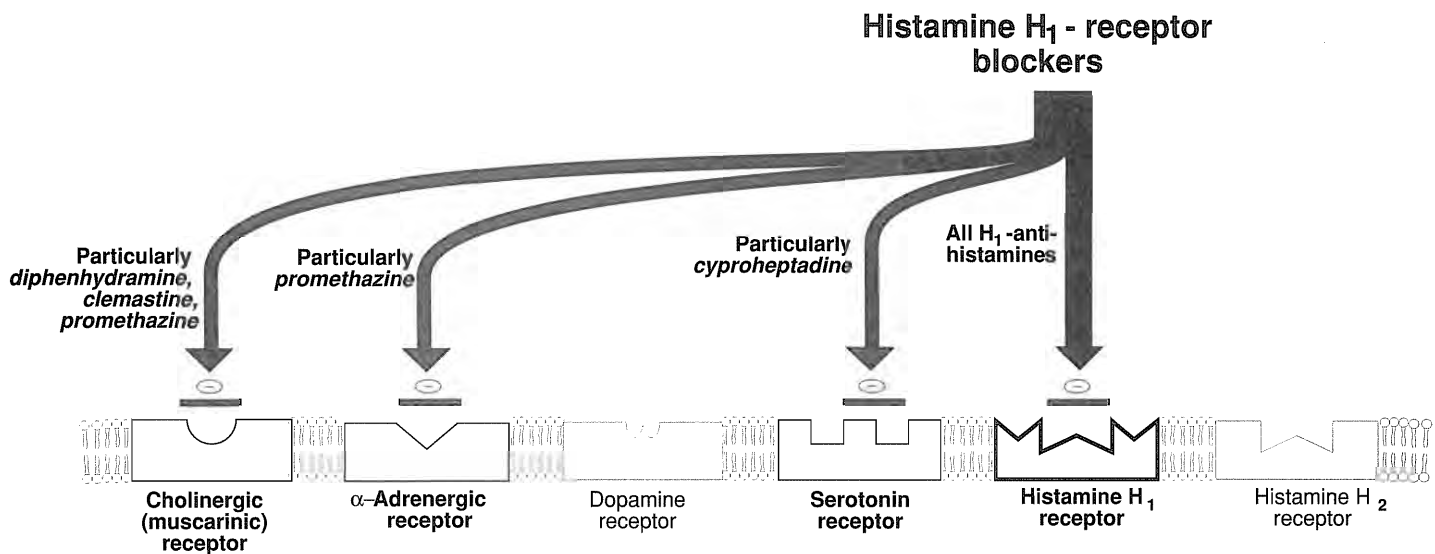 Histamine H₁ - receptor
blockers
Particularly
diphenhydramine,
clemastine,
promethazine
Particularly
promethazine
Particularly
cyproheptadine
All H₁ -anti-
histamines
Cholinergic
(muscarinic)
receptor
α–Adrenergic
receptor
Dopamine
receptor
Serotonin
receptor
Histamine H₁
receptor
Histamine H ₂
receptor